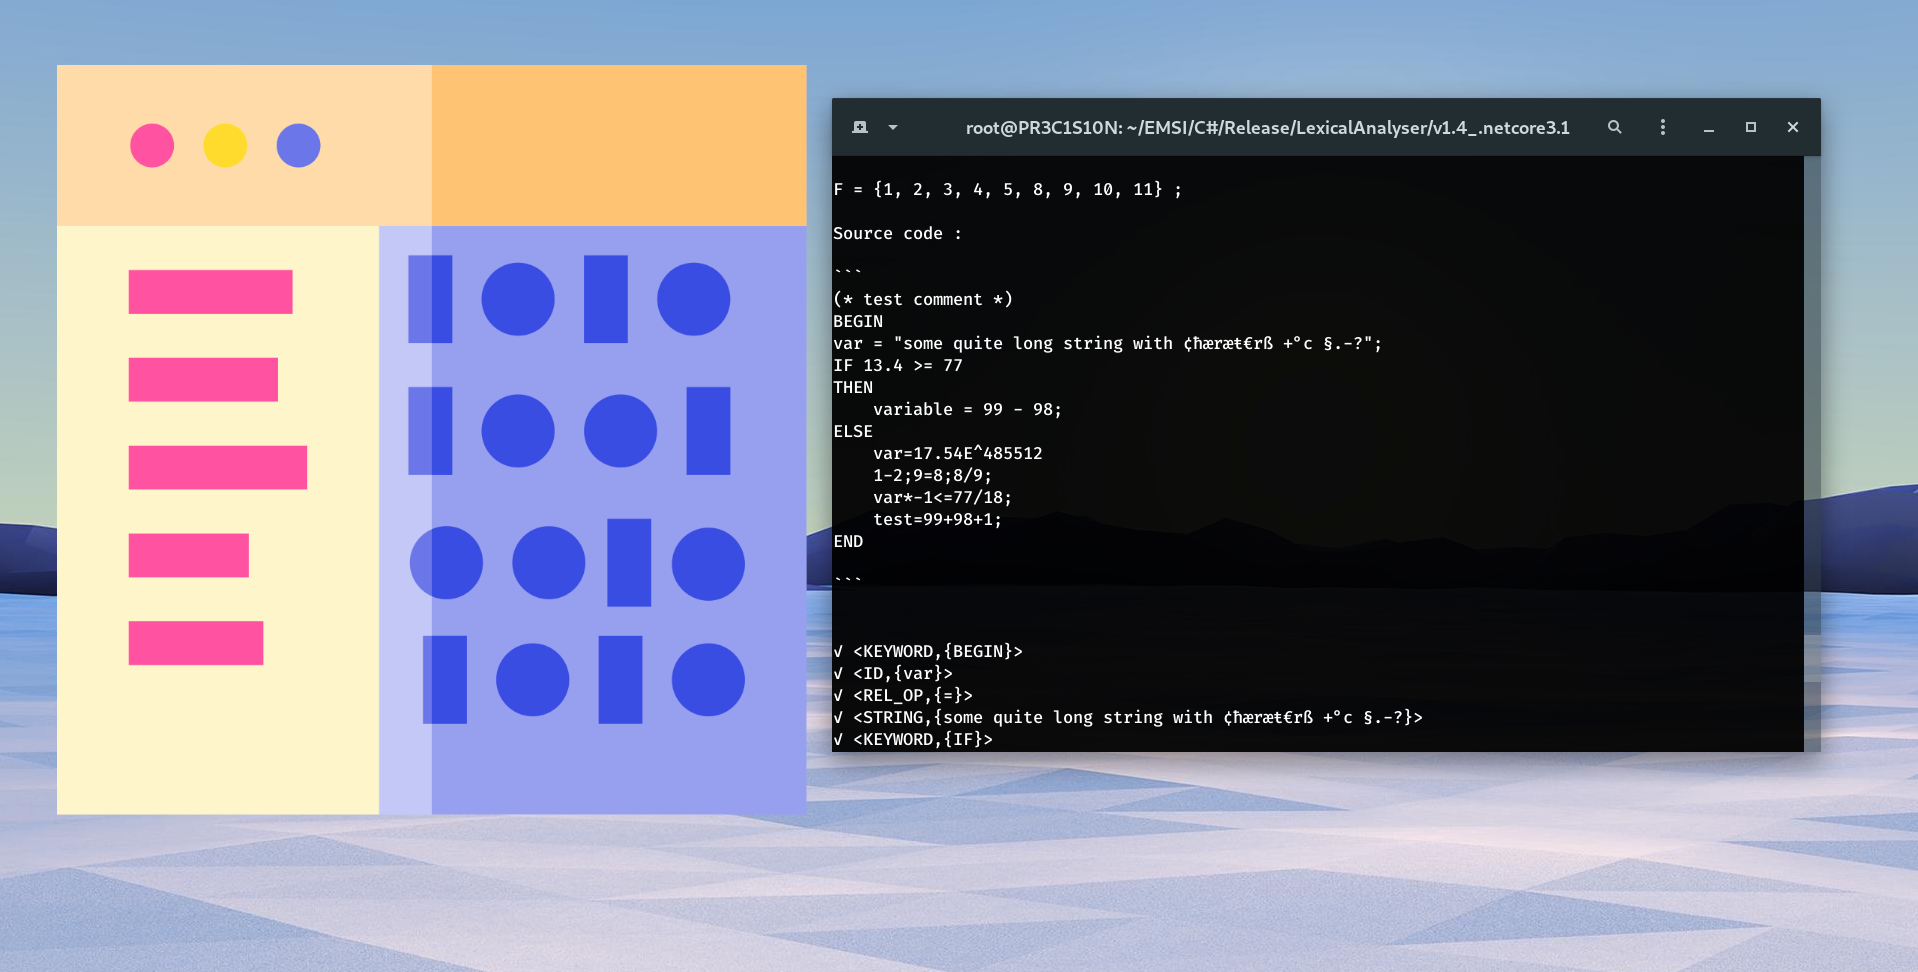 root@PR3C1S10N: ~/EMSI/C#/Release/LexicalAnalyser/v1.4_.netcore3.1
F = {1, 2, 3, 4, 5, 8, 9, 10, 11} ;
Source code :
```
(* test comment *)
BEGIN
var = "some quite long string with ¢ħæræŧ€rß +°c §.-?";
IF 13.4 >= 77
THEN
    variable = 99 - 98;
ELSE
    var=17.54E^485512
    1-2;9=8;8/9;
    var*-1<=77/18;
    test=99+98+1;
END
```
√ <KEYWORD,{BEGIN}>
√ <ID,{var}>
√ <REL_OP,{=}>
√ <STRING,{some quite long string with ¢ħæræŧ€rß +°c §.-?}>
√ <KEYWORD,{IF}>